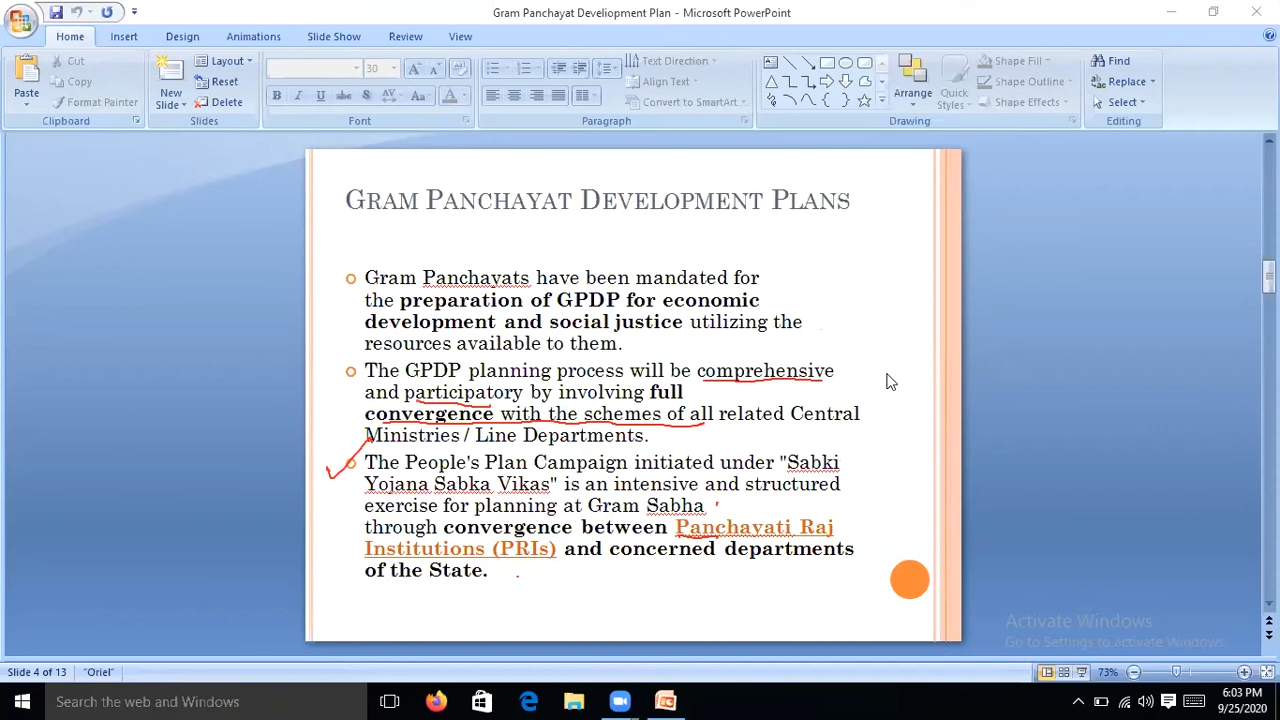 Gram Panchayat Develiopment Plan - Microsoft PowerPoint
Home Insert Design Animations Slide Show Review View
Paste
Cut
Copy
Format Painter
Clipboard
New Slide
Layout
Reset
Delete
Slides
30
B I U abc S AV Aa A
Font
Text Direction
Align Text
Convert to SmartArt
Paragraph
Arrange
Quick Styles
Shape Fill
Shape Outline
Shape Effects
Drawing
Find
Replace
Select
Editing
GRAM PANCHAYAT DEVELOPMENT PLANS
Gram Panchayats have been mandated for
the preparation of GPDP for economic
development and social justice utilizing the
resources available to them.
The GPDP planning process will be comprehensive
and participatory by involving full
convergence with the schemes of all related Central
Ministries / Line Departments.
The People's Plan Campaign initiated under "Sabki
Yojana Sabka Vikas" is an intensive and structured
exercise for planning at Gram Sabha
through convergence between Panchayati Raj
Institutions (PRIs) and concerned departments
of the State.
Activate Windows
Go to Settings to Activate Windows.
Slide 4 of 13 "Oriel" 73%
Search the web and Windows
6:03 PM
9/25/2020